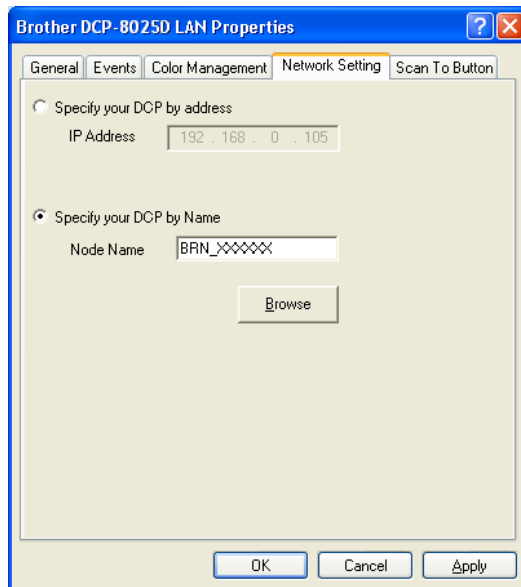 Brother DCP-8025D LAN Properties
General Events Color Management Network Setting Scan To Button
Specify your DCP by address
IP Address 192 . 168 . 0 . 105
Specify your DCP by Name
Node Name BRN_XXXXXX
Browse
OK Cancel Apply